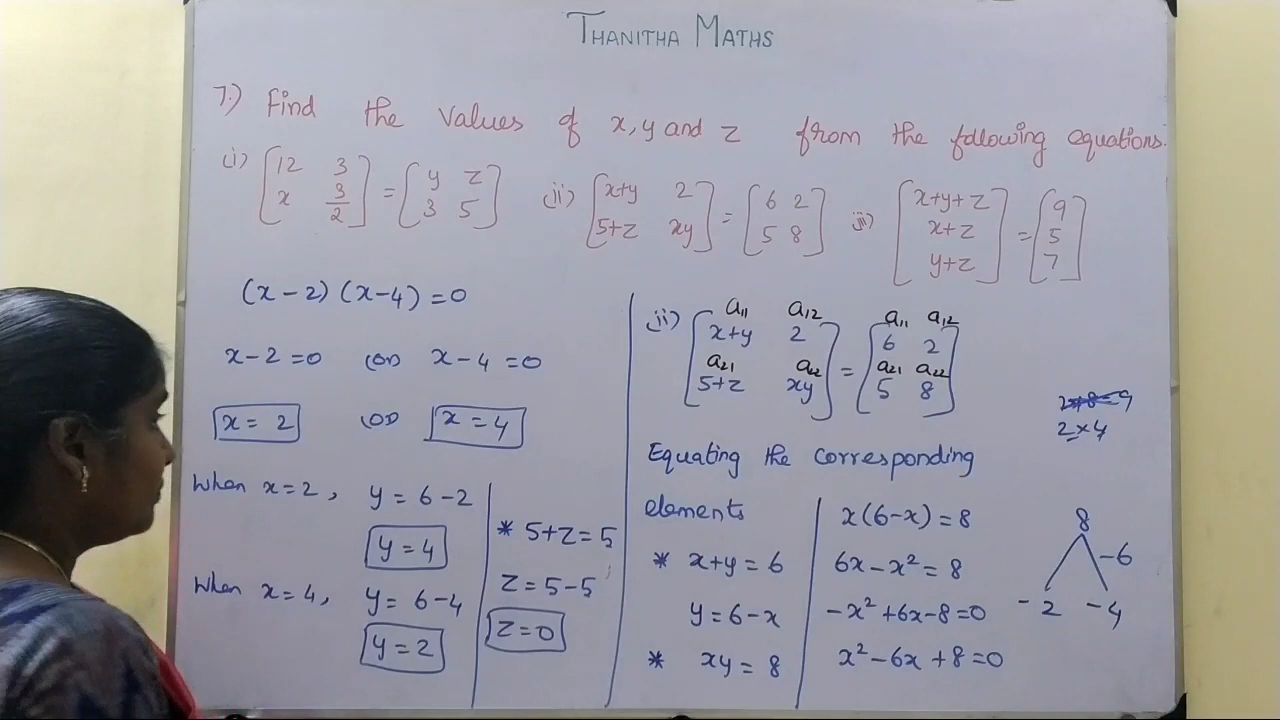 THANITHA MATHS
7.) Find the Values of x, y and z from the following equations.
(i) [12 3] = [y z] (ii) [x+y 2] = [6 2] (iii) [x+y+z] = [9]
[x 3/2] [3 5] [5+z xy] [5 8] [x+z] [5]
[y+z] [7]
(x-2) (x-4) = 0
x-2 = 0 (or) x-4 = 0
x = 2 (or) x = 4
When x=2, y = 6-2
y = 4
When x=4, y = 6-4
y = 2
* 5+z = 5
z = 5-5
z = 0
ii) a11 a12 a11 a12
[x+y 2] = [6 2]
a21 a22 a21 a22
[5+z xy] [5 8]
Equating the corresponding
elements
* x+y = 6
y = 6-x
* xy = 8
x(6-x) = 8
6x-x² = 8
-x²+6x-8=0
x²-6x+8=0
2×4
8
-6
-2 -4